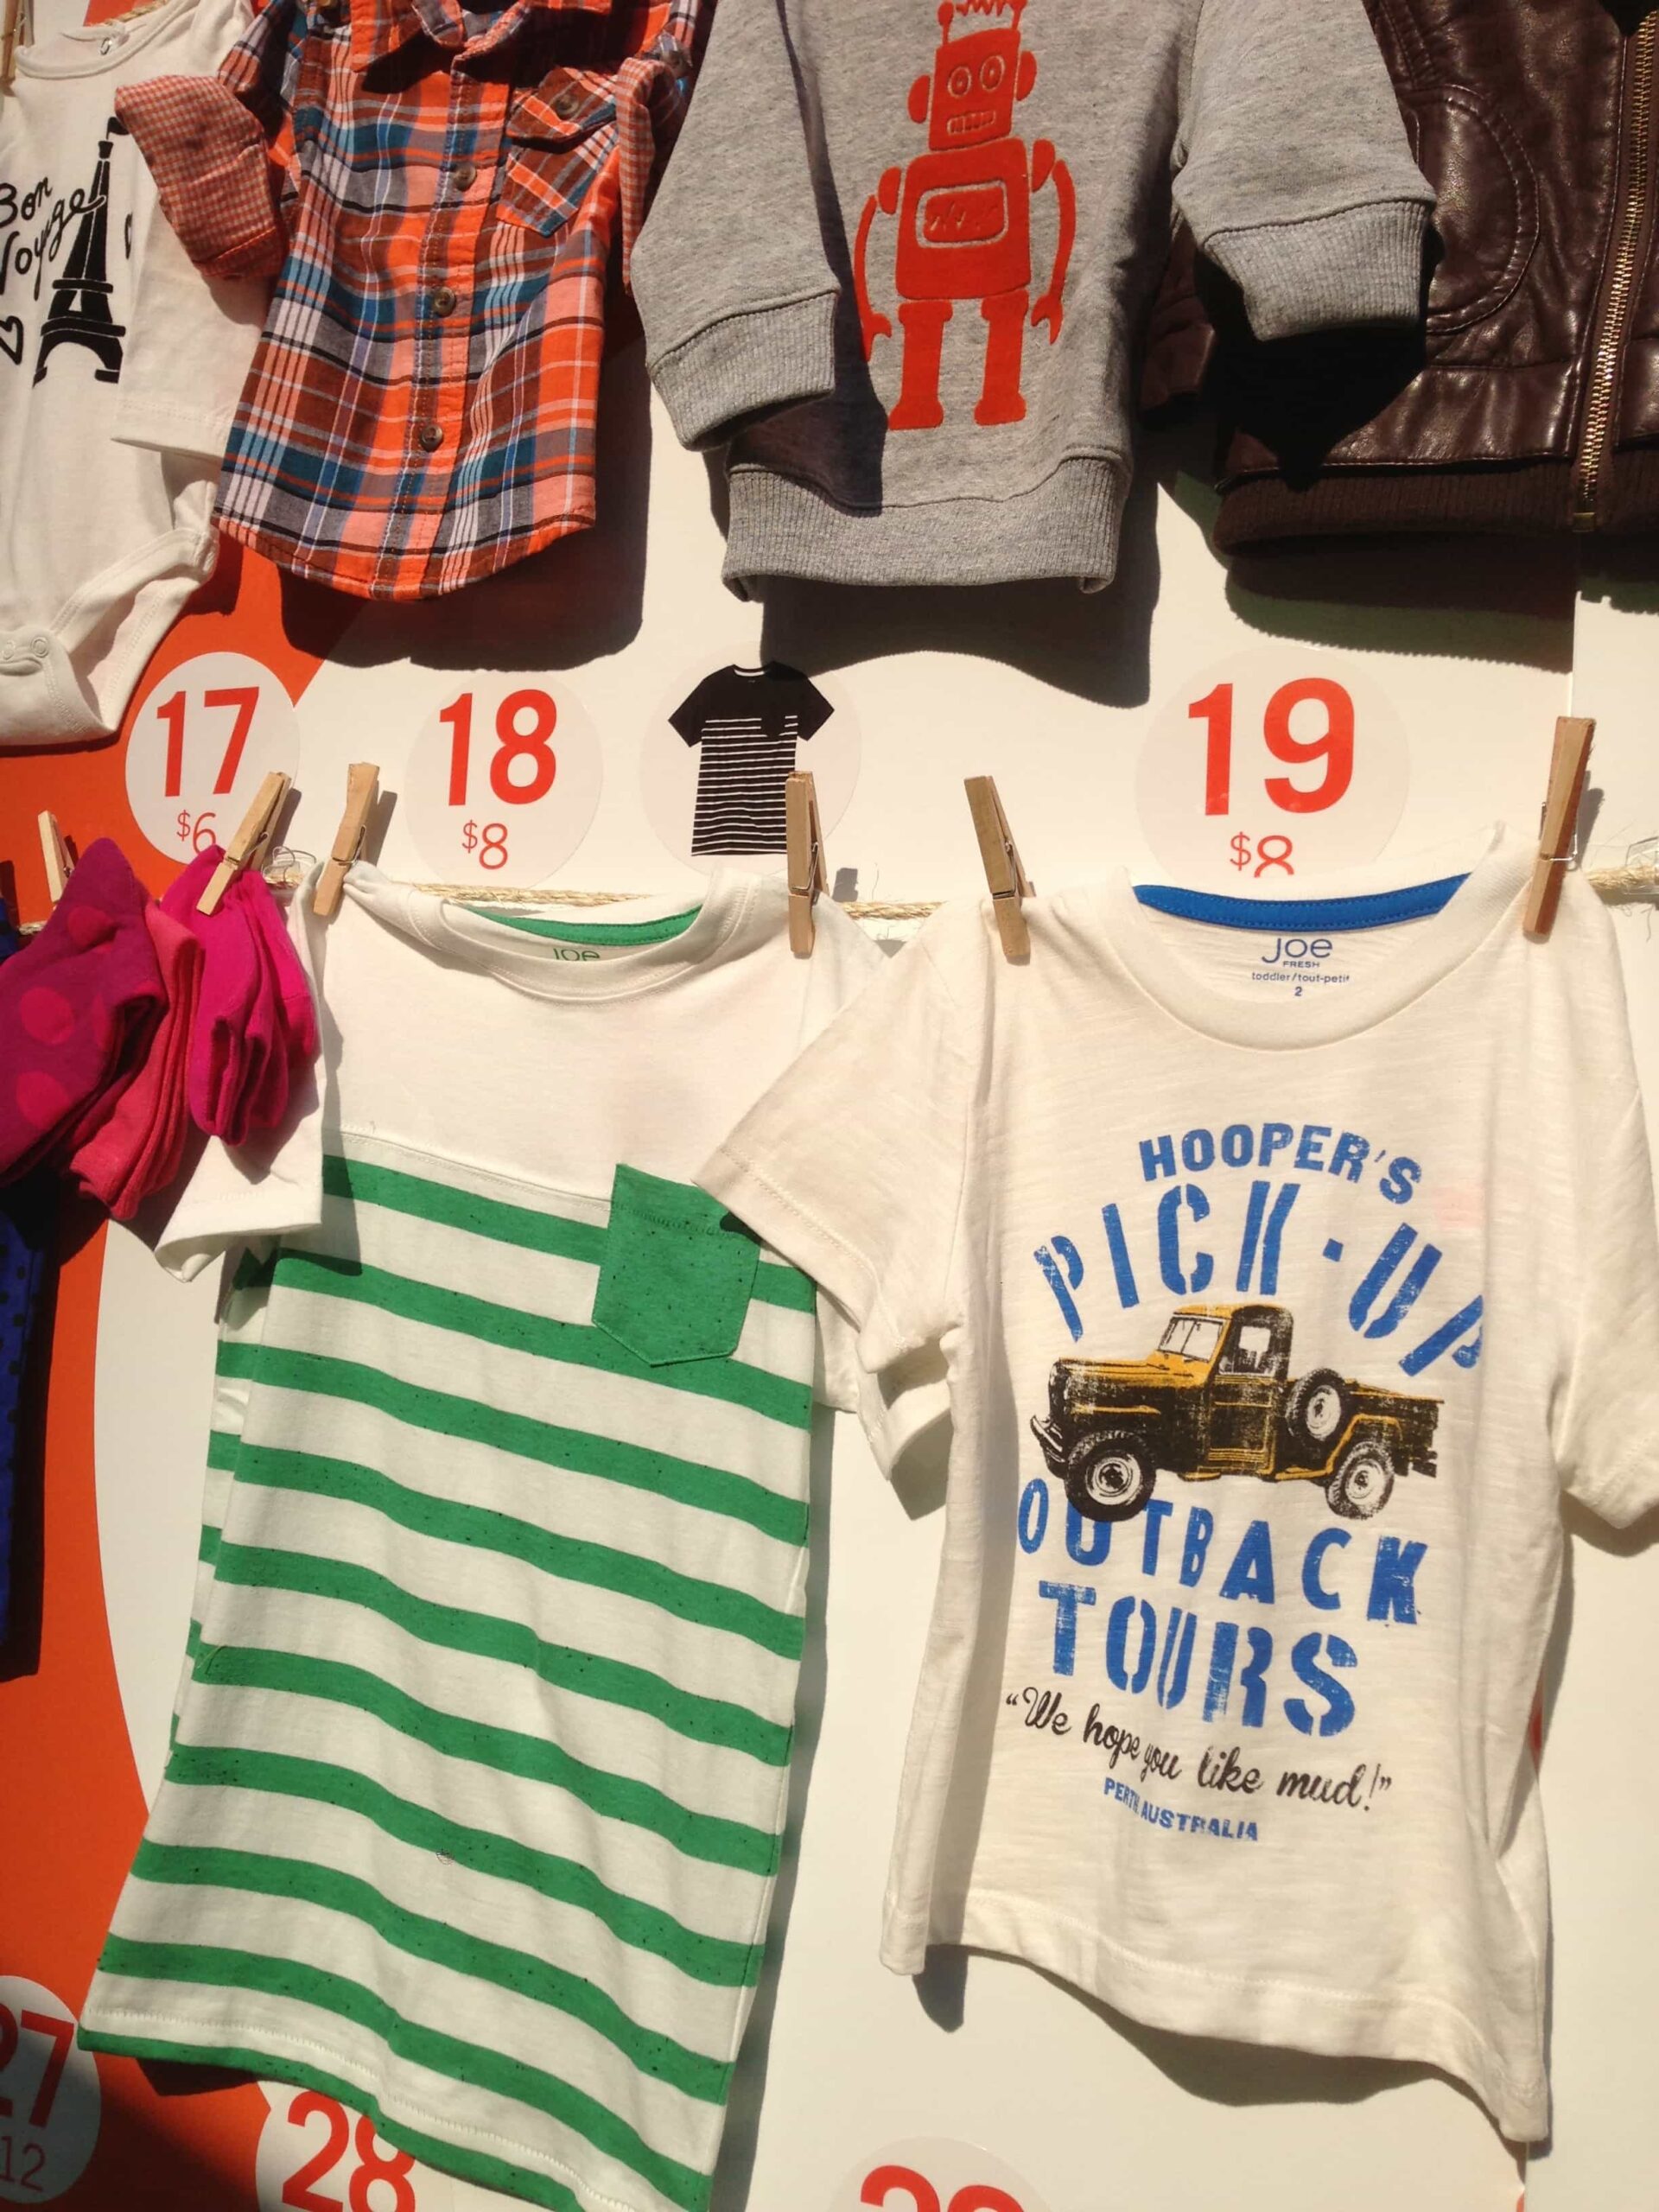 Bon
Voyage
17
$6
18
$8
19
$8
Joe
Joe
FRESH
toddler/tout-petit
2
HOOPER'S
PICK-UP
OUTBACK
TOURS
"We hope you like mud!"
PERTH, AUSTRALIA
27
12
28